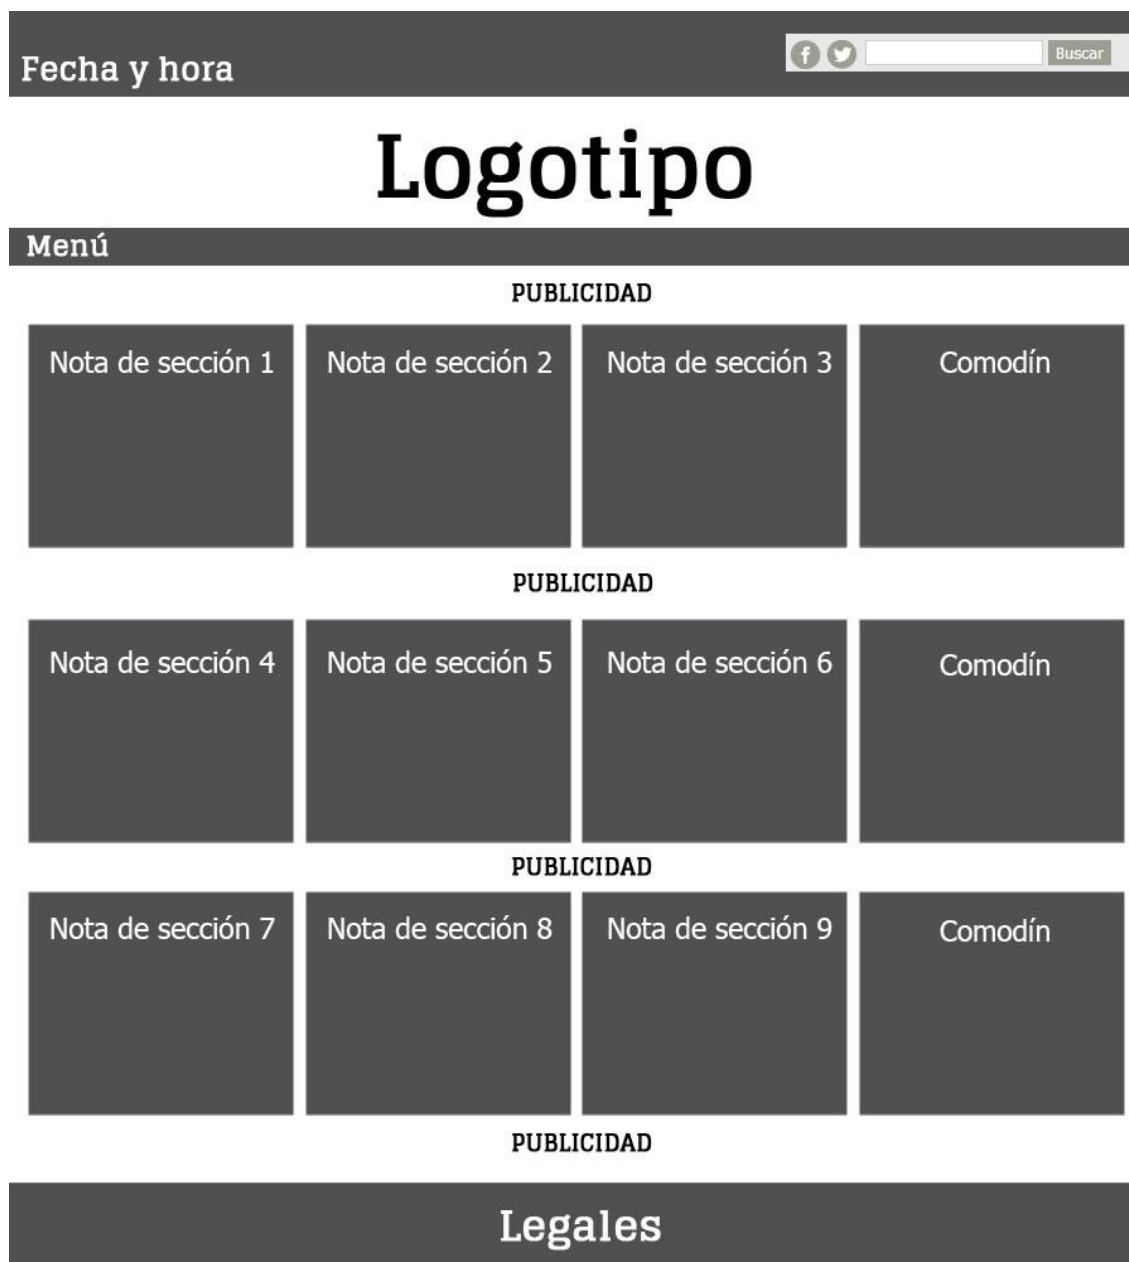 Fecha y hora
Buscar
Logotipo
Menú
PUBLICIDAD
Nota de sección 1
Nota de sección 2
Nota de sección 3
Comodín
PUBLICIDAD
Nota de sección 4
Nota de sección 5
Nota de sección 6
Comodín
PUBLICIDAD
Nota de sección 7
Nota de sección 8
Nota de sección 9
Comodín
PUBLICIDAD
Legales